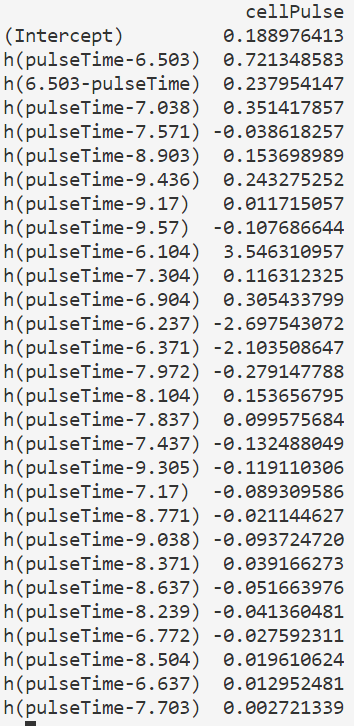 cellPulse
(Intercept) 0.188976413
h(pulseTime-6.503) 0.721348583
h(6.503-pulseTime) 0.237954147
h(pulseTime-7.038) 0.351417857
h(pulseTime-7.571) -0.038618257
h(pulseTime-8.903) 0.153698989
h(pulseTime-9.436) 0.243275252
h(pulseTime-9.17) 0.011715057
h(pulseTime-9.57) -0.107686644
h(pulseTime-6.104) 3.546310957
h(pulseTime-7.304) 0.116312325
h(pulseTime-6.904) 0.305433799
h(pulseTime-6.237) -2.697543072
h(pulseTime-6.371) -2.103508647
h(pulseTime-7.972) -0.279147788
h(pulseTime-8.104) 0.153656795
h(pulseTime-7.837) 0.099575684
h(pulseTime-7.437) -0.132488049
h(pulseTime-9.305) -0.119110306
h(pulseTime-7.17) -0.089309586
h(pulseTime-8.771) -0.021144627
h(pulseTime-9.038) -0.093724720
h(pulseTime-8.371) 0.039166273
h(pulseTime-8.637) -0.051663976
h(pulseTime-8.239) -0.041360481
h(pulseTime-6.772) -0.027592311
h(pulseTime-8.504) 0.019610624
h(pulseTime-6.637) 0.012952481
h(pulseTime-7.703) 0.002721339